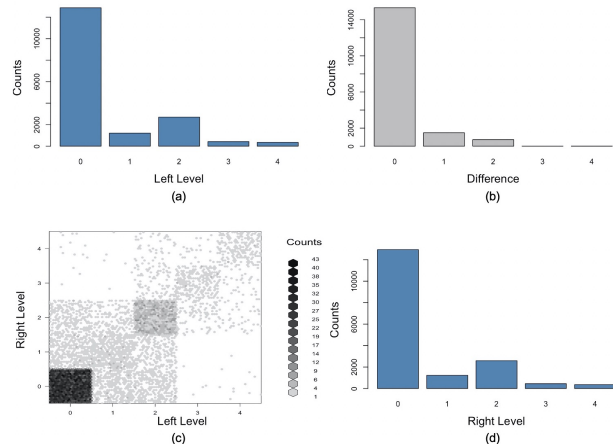 Counts
10000
6000
2000
0
0 1 2 3 4
Left Level
(a)
Counts
14000
10000
6000
2000
0
0 1 2 3 4
Difference
(b)
Right Level
4
3
2
1
0
0 1 2 3 4
Left Level
(c)
Counts
43
40
38
35
32
30
27
25
22
19
17
14
12
9
6
4
1
Counts
10000
6000
2000
0
0 1 2 3 4
Right Level
(d)